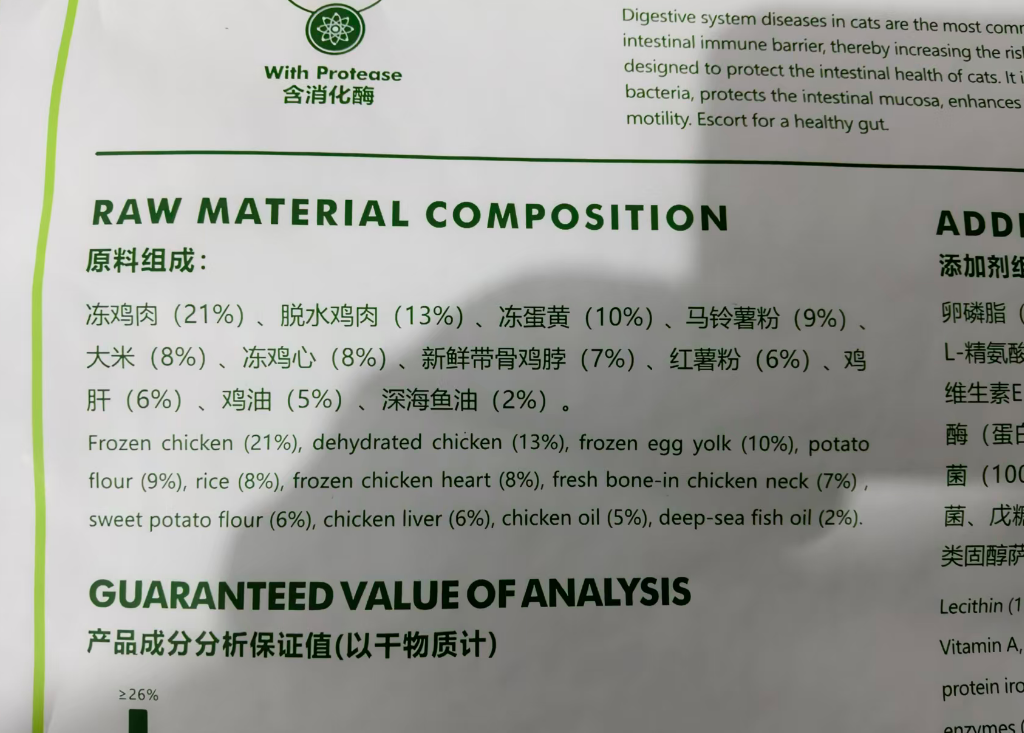 With Protease
含消化酶
Digestive system diseases in cats are the most
intestinal immune barrier, thereby increasing the
designed to protect the intestinal health of cats. It
bacteria, protects the intestinal mucosa, enhances
motility. Escort for a healthy gut.
RAW MATERIAL COMPOSITION
原料组成：
冻鸡肉（21%）、脱水鸡肉（13%）、冻蛋黄（10%）、马铃薯粉（9%）、
大米（8%）、冻鸡心（8%）、新鲜带骨鸡脖（7%）、红薯粉（6%）、鸡
肝（6%）、鸡油（5%）、深海鱼油（2%）。
Frozen chicken (21%), dehydrated chicken (13%), frozen egg yolk (10%), potato
flour (9%), rice (8%), frozen chicken heart (8%), fresh bone-in chicken neck (7%) ,
sweet potato flour (6%), chicken liver (6%), chicken oil (5%), deep-sea fish oil (2%).
GUARANTEED VALUE OF ANALYSIS
产品成分分析保证值(以干物质计)
≥26%
添加剂组
卵磷脂（
L-精氨酸
维生素E
酶（蛋白
菌（100
菌、戊糖
类固醇萨
Lecithin (1
Vitamin A,
protein
enzymes (